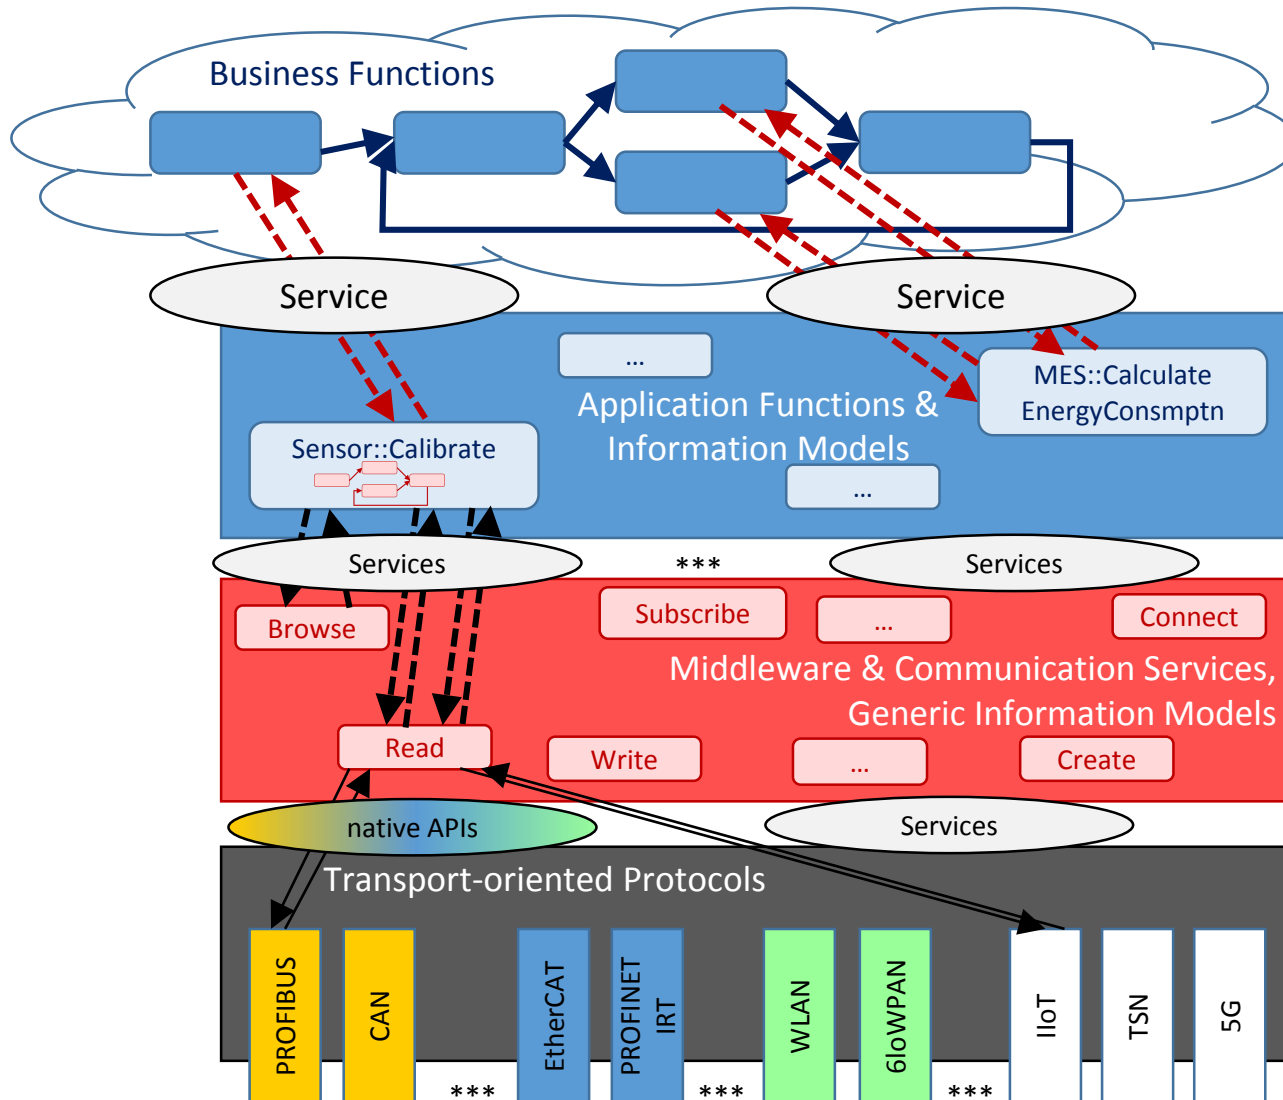 Business Functions
Service
Service
...
MES::Calculate
EnergyConsmptn
Application Functions &
Information Models
Sensor::Calibrate
...
Services
***
Services
Browse
Subscribe
...
Connect
Middleware & Communication Services,
Generic Information Models
Read
Write
...
Create
native APIs
Services
Transport-oriented Protocols
PROFIBUS
CAN
***
EtherCAT
PROFINET
IRT
***
WLAN
6loWPAN
***
IIoT
TSN
5G